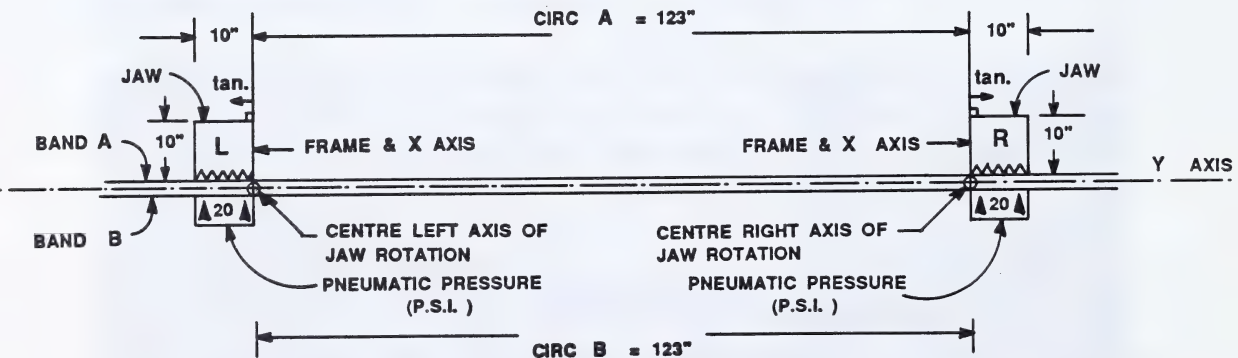 CIRC A = 123"
10" 10"
JAW tan. tan. JAW
BAND A 10" L FRAME & X AXIS FRAME & X AXIS R 10"
Y AXIS
20 20
BAND B
CENTRE LEFT AXIS OF
JAW ROTATION
CENTRE RIGHT AXIS OF
JAW ROTATION
PNEUMATIC PRESSURE
(P.S.I. )
PNEUMATIC PRESSURE
(P.S.I. )
CIRC B = 123"